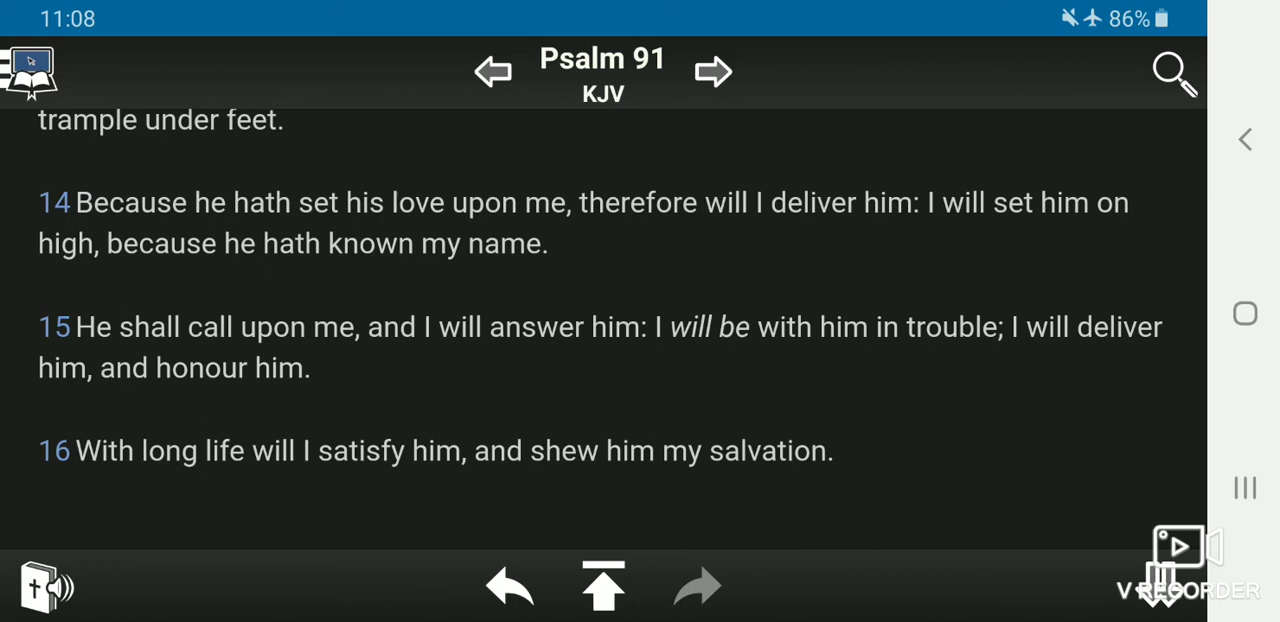 11:08
86%
Psalm 91
KJV
trample under feet.
14 Because he hath set his love upon me, therefore will I deliver him: I will set him on
high, because he hath known my name.
15 He shall call upon me, and I will answer him: I will be with him in trouble; I will deliver
him, and honour him.
16 With long life will I satisfy him, and shew him my salvation.
V RECORDER